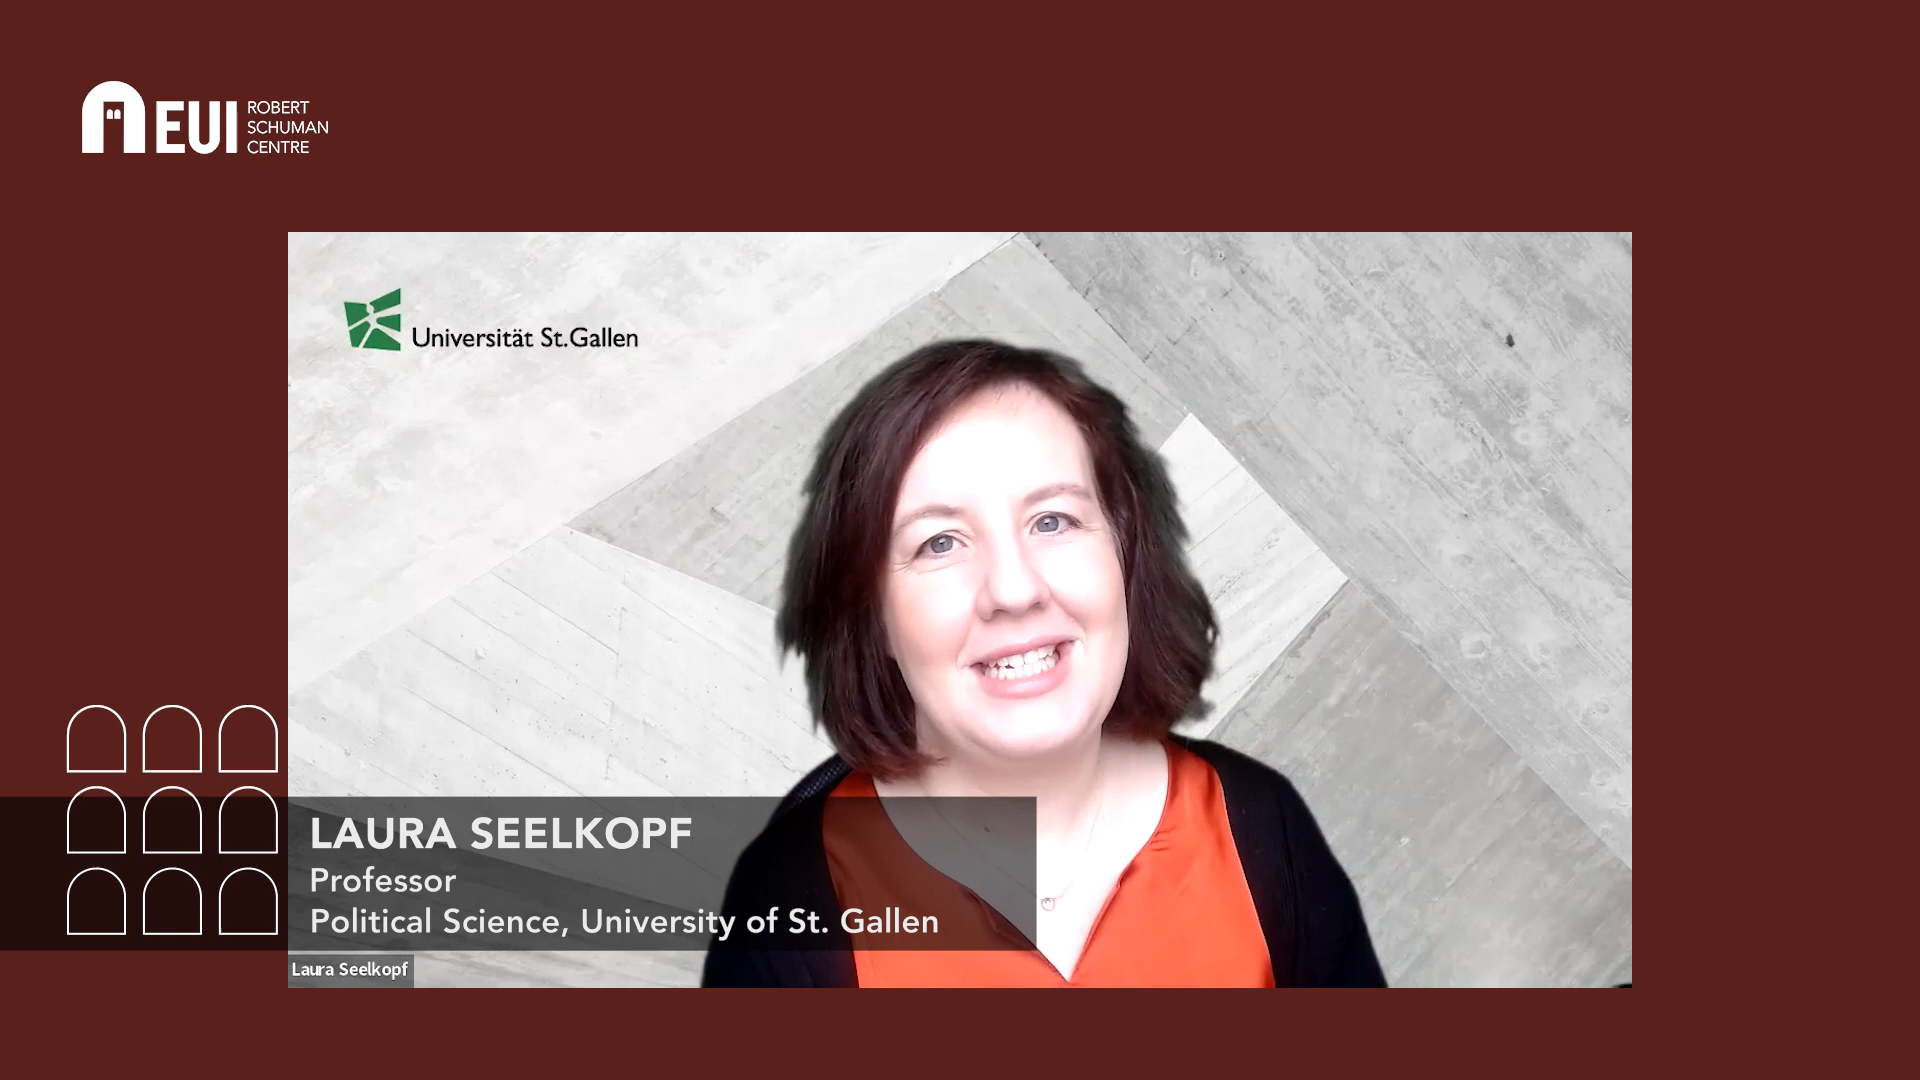 EUI
ROBERT
SCHUMAN
CENTRE
Universität St.Gallen
LAURA SEELKOPF
Professor
Political Science, University of St. Gallen
Laura Seelkopf